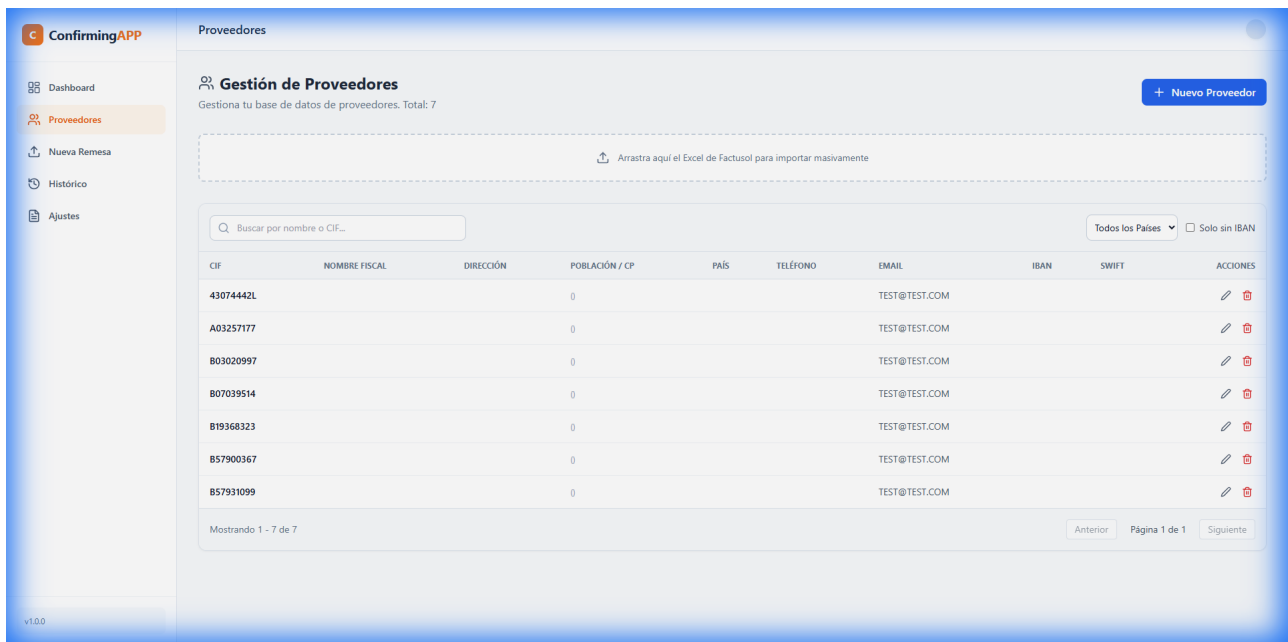 C ConfirmingAPP
Proveedores
Dashboard
Proveedores
Nueva Remesa
Histórico
Ajustes
v1.0.0
Gestión de Proveedores
Gestiona tu base de datos de proveedores. Total: 7
+ Nuevo Proveedor
Arrastra aquí el Excel de Factusol para importar masivamente
Buscar por nombre o CIF...
Todos los Países
Solo sin IBAN
CIF NOMBRE FISCAL DIRECCIÓN POBLACIÓN / CP PAÍS TELÉFONO EMAIL IBAN SWIFT ACCIONES
43074442L () TEST@TEST.COM
A03257177 () TEST@TEST.COM
B03020997 () TEST@TEST.COM
B07039514 () TEST@TEST.COM
B19368323 () TEST@TEST.COM
B57900367 () TEST@TEST.COM
B57931099 () TEST@TEST.COM
Mostrando 1 - 7 de 7
Anterior Página 1 de 1 Siguiente